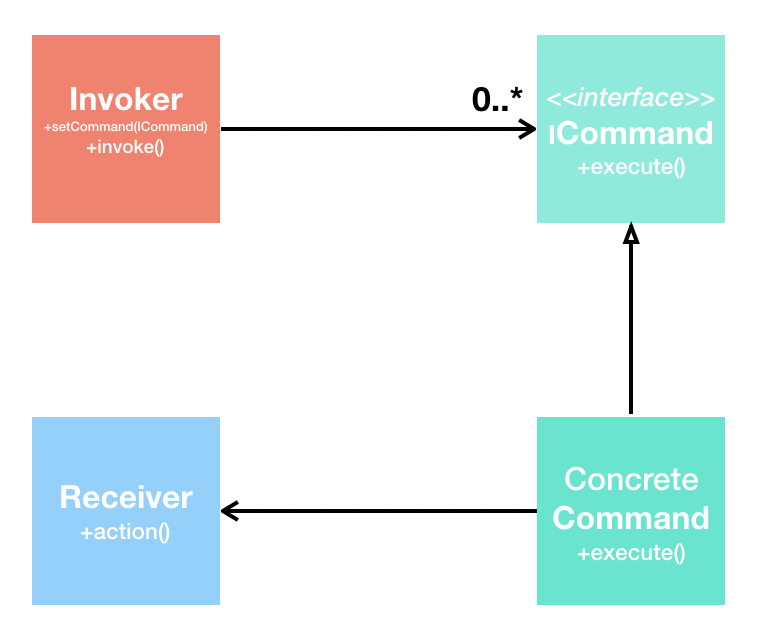 Invoker
+setCommand(ICommand)
+invoke()
0..*
<<interface>>
ICommand
+execute()
Receiver
+action()
Concrete
Command
+execute()